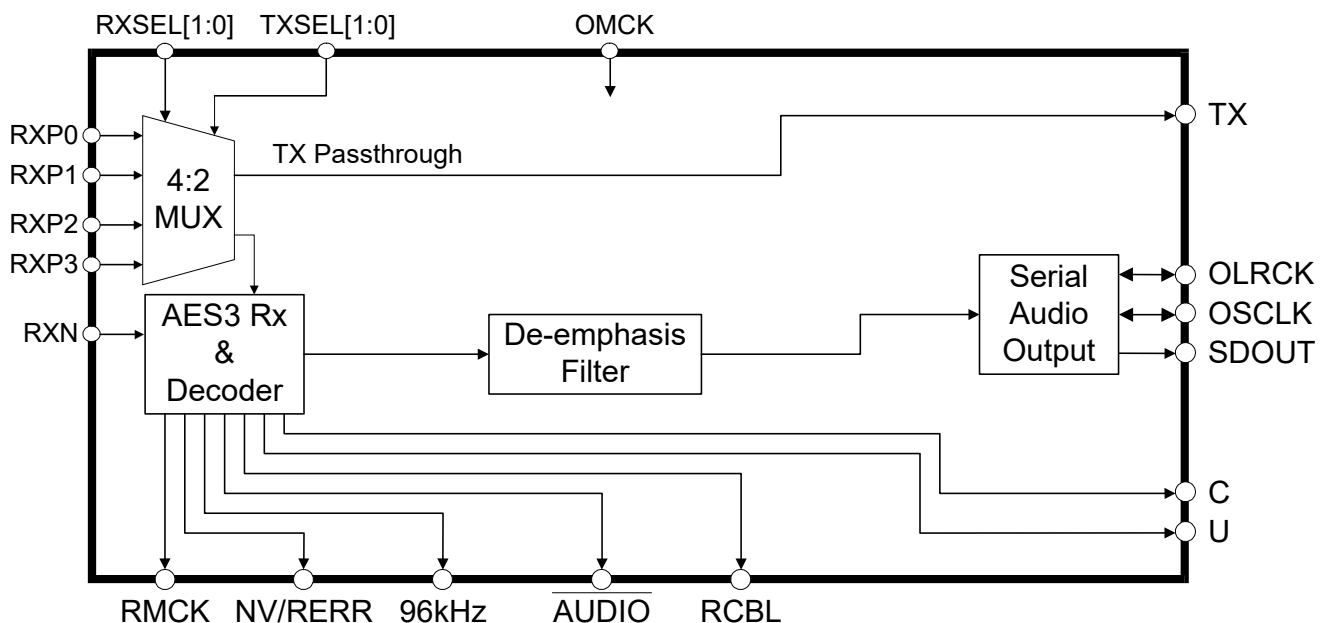 RXSEL[1:0]
TXSEL[1:0]
OMCK
RXP0
RXP1
RXP2
RXP3
RXN
4:2
MUX
TX Passthrough
TX
AES3 Rx
&
Decoder
De-emphasis
Filter
Serial
Audio
Output
OLRCK
OSCLK
SDOUT
C
U
RMCK
NV/RERR
96kHz
AUDIO
RCBL